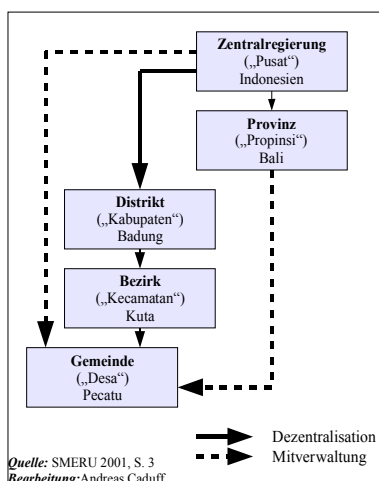 Zentralregierung
(„Pusat“)
Indonesien
Provinz
(„Propinsi“)
Bali
Distrikt
(„Kabupaten“)
Badung
Bezirk
(„Kecamatan“)
Kuta
Gemeinde
(„Desa“)
Pecatu
Dezentralisation
Mitverwaltung
Quelle: SMERU 2001, S. 3
Bearbeitung:Andreas Caduff